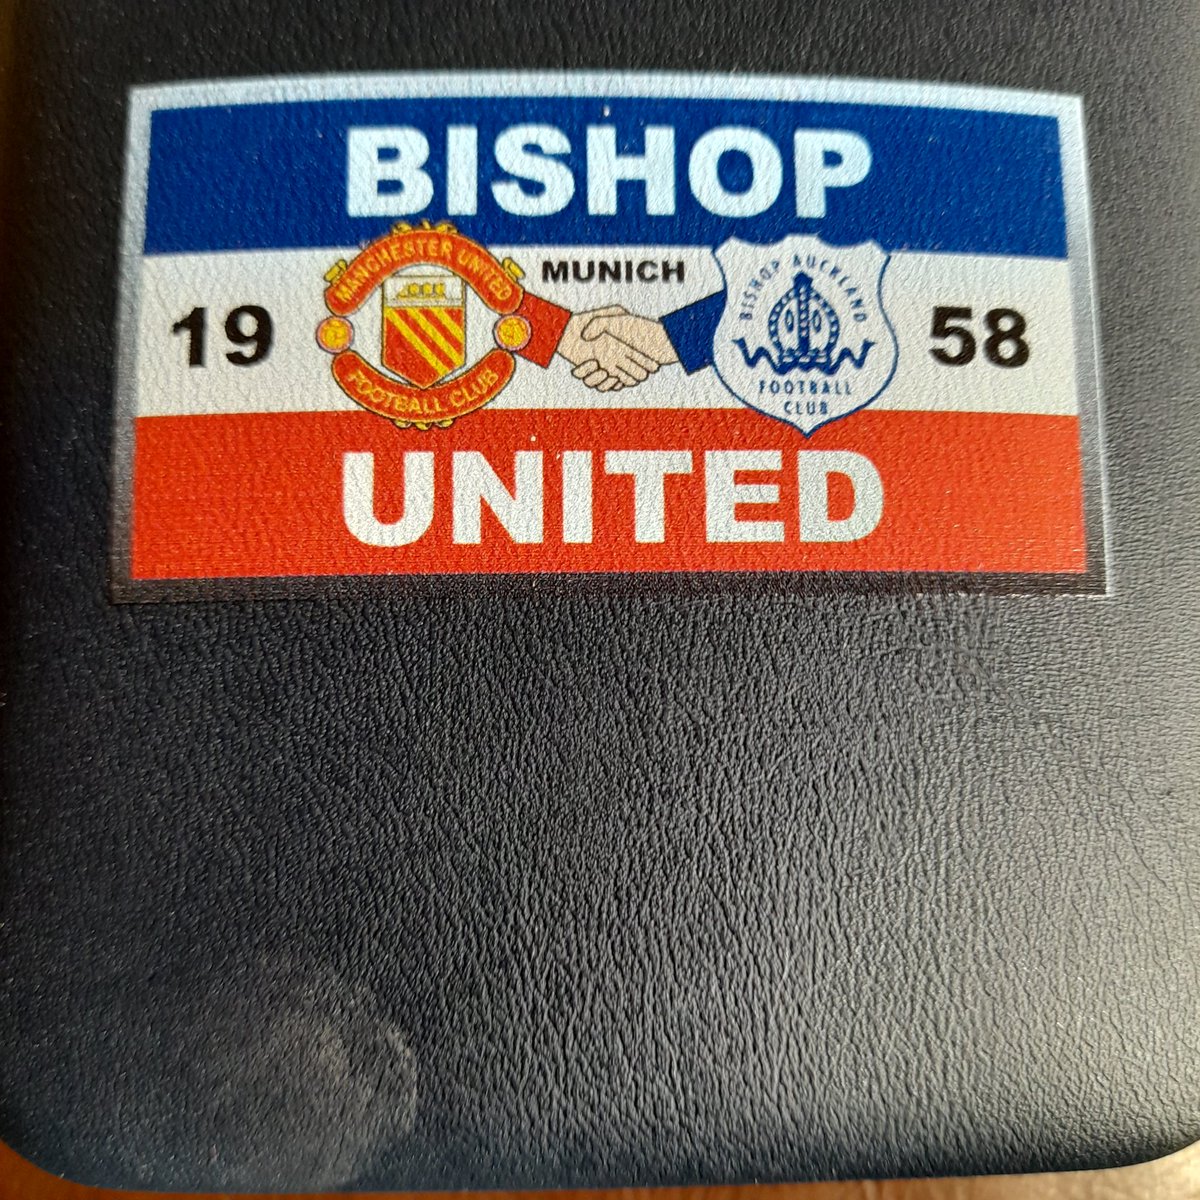 BISHOP
MANCHESTER UNITED
FOOTBALL CLUB
MUNICH
BISHOP AUCKLAND
FOOTBALL
CLUB
19
58
UNITED